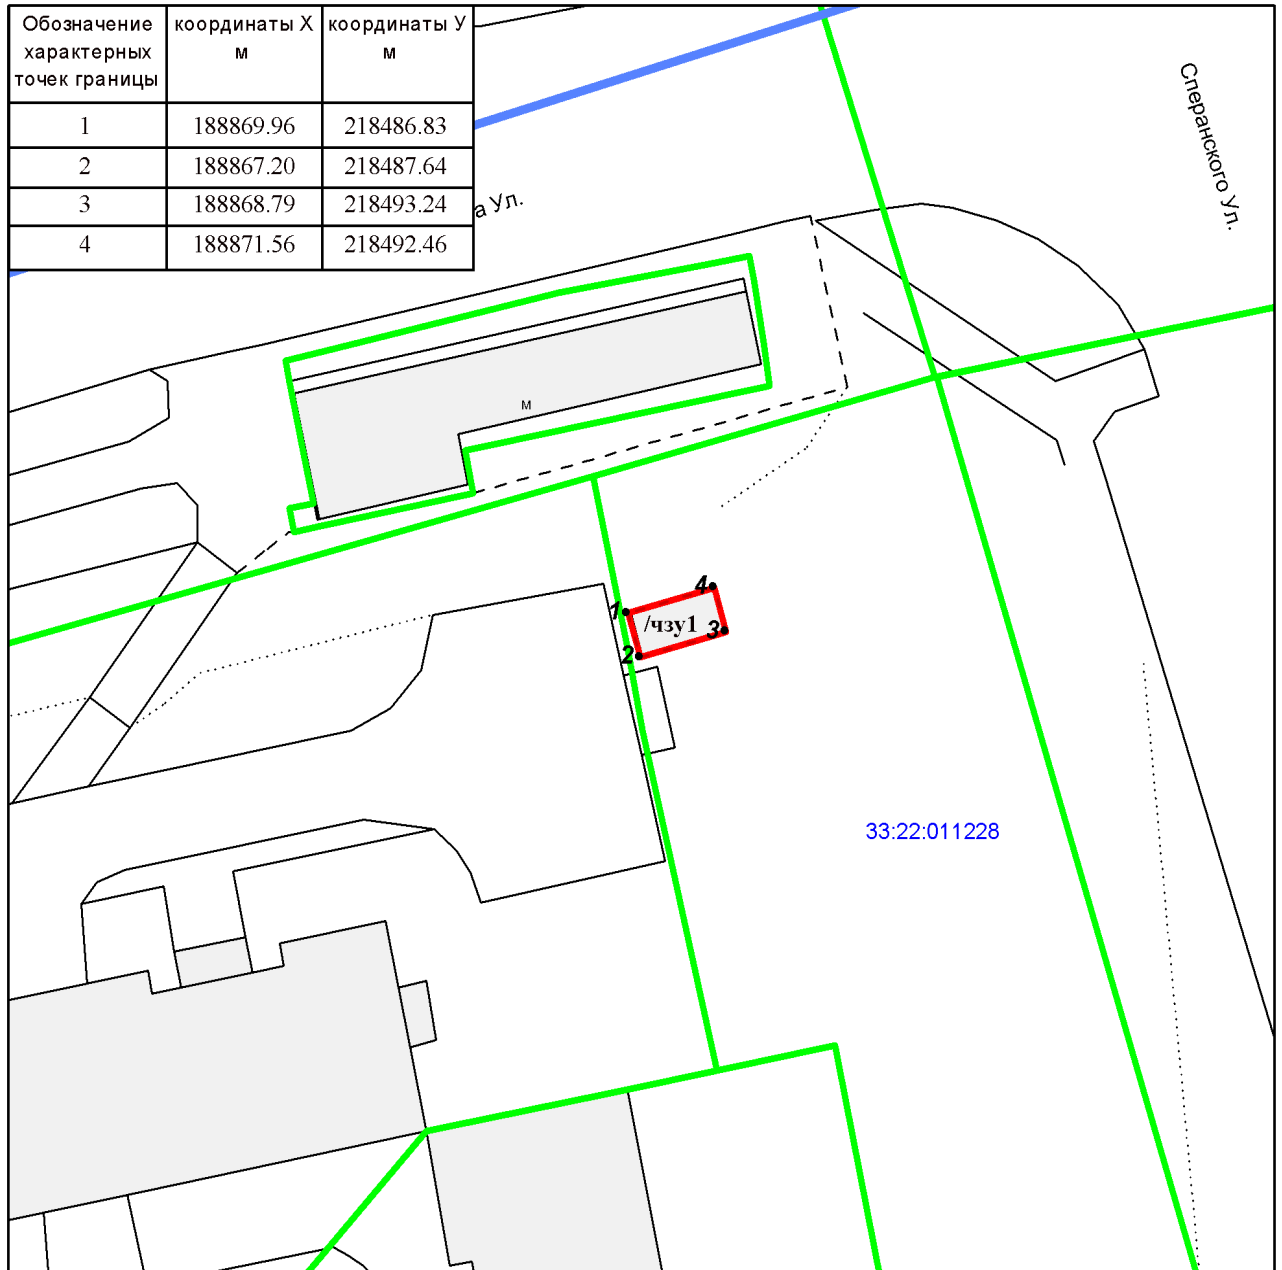 Обозначение характерных точек границы | координаты Х м | координаты У м
1 | 188869.96 | 218486.83
2 | 188867.20 | 218487.64
3 | 188868.79 | 218493.24
4 | 188871.56 | 218492.46
Сперанского Ул.
а Ул.
м
4
1
/чзу1
3
2
33:22:011228